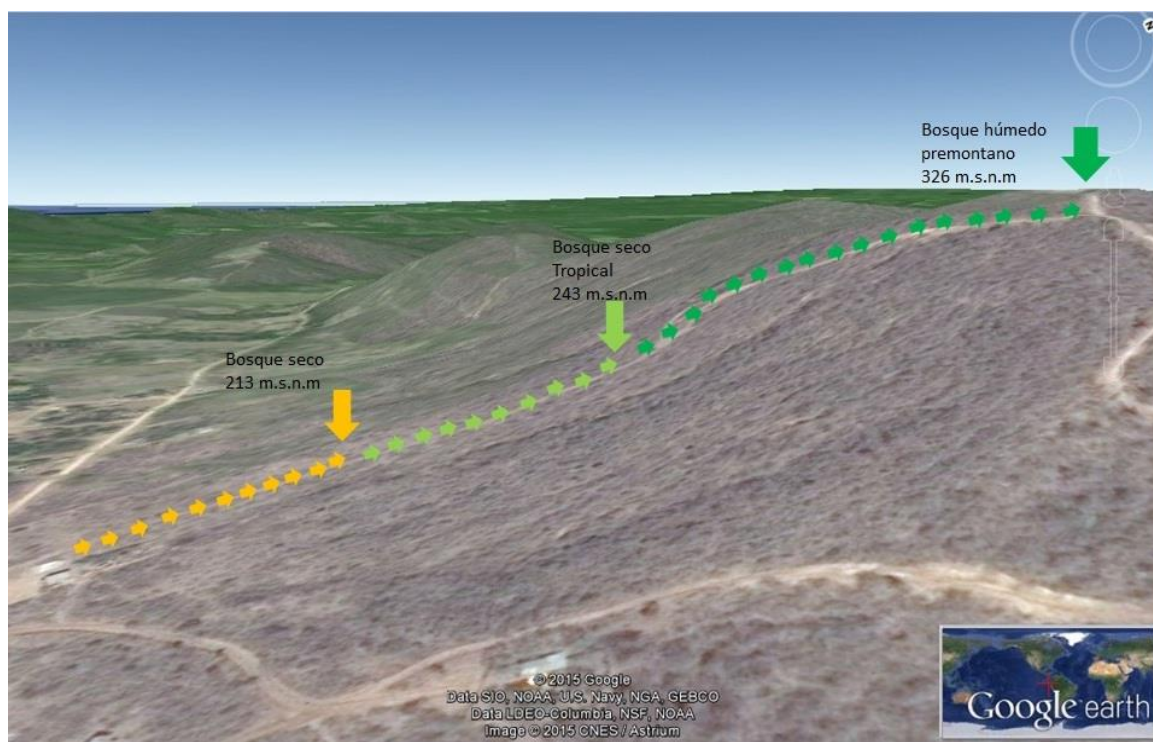 Bosque húmedo
premontano
326 m.s.n.m
Bosque seco
Tropical
243 m.s.n.m
Bosque seco
213 m.s.n.m
© 2015 Google
Data SIO, NOAA, U.S. Navy, NGA, GEBCO
Data LDEO-Columbia, NSF, NOAA
Image © 2015 CNES / Astrium
Google earth